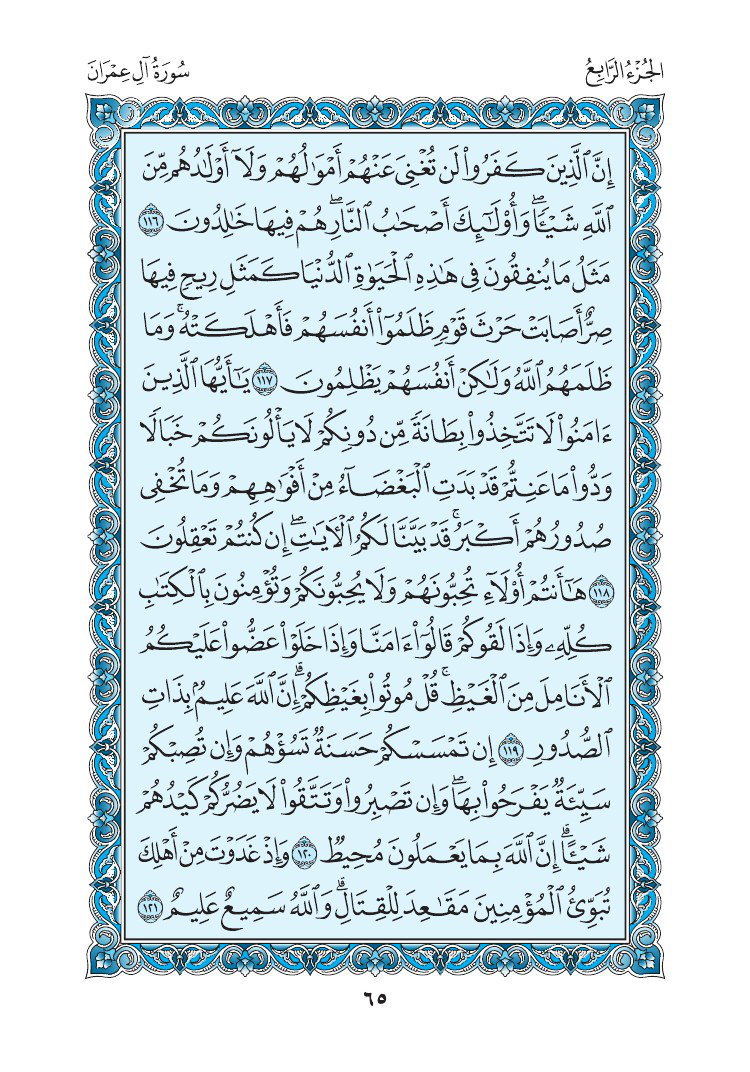 الجُزْءُ الرَّابِعُ
سُورَةُ آلِ عِمْرَانَ
إِنَّ ٱلَّذِينَ كَفَرُوا۟ لَن تُغْنِىَ عَنْهُمْ أَمْوَٰلُهُمْ وَلَآ أَوْلَٰدُهُم مِّنَ
ٱللَّهِ شَيْـًٔا ۖ وَأُو۟لَٰٓئِكَ أَصْحَٰبُ ٱلنَّارِ ۖ هُمْ فِيهَا خَٰلِدُونَ ١١٦
مَثَلُ مَا يُنفِقُونَ فِى هَٰذِهِ ٱلْحَيَوٰةِ ٱلدُّنْيَا كَمَثَلِ رِيحٍ فِيهَا
صِرٌّ أَصَابَتْ حَرْثَ قَوْمٍ ظَلَمُوٓا۟ أَنفُسَهُمْ فَأَهْلَكَتْهُ ۚ وَمَا
ظَلَمَهُمُ ٱللَّهُ وَلَٰكِنْ أَنفُسَهُمْ يَظْلِمُونَ ١١٧ يَٰٓأَيُّهَا ٱلَّذِينَ
ءَامَنُوا۟ لَا تَتَّخِذُوا۟ بِطَانَةً مِّن دُونِكُمْ لَا يَأْلُونَكُمْ خَبَالًا
وَدُّوا۟ مَا عَنِتُّمْ قَدْ بَدَتِ ٱلْبَغْضَآءُ مِنْ أَفْوَٰهِهِمْ وَمَا تُخْفِى
صُدُورُهُمْ أَكْبَرُ ۚ قَدْ بَيَّنَّا لَكُمُ ٱلْءَايَٰتِ ۖ إِن كُنتُمْ تَعْقِلُونَ
١١٨ هَٰٓأَنتُمْ أُو۟لَآءِ تُحِبُّونَهُمْ وَلَا يُحِبُّونَكُمْ وَتُؤْمِنُونَ بِٱلْكِتَٰبِ
كُلِّهِۦ وَإِذَا لَقُوكُمْ قَالُوٓا۟ ءَامَنَّا وَإِذَا خَلَوْا۟ عَضُّوا۟ عَلَيْكُمُ
ٱلْأَنَامِلَ مِنَ ٱلْغَيْظِ ۚ قُلْ مُوتُوا۟ بِغَيْظِكُمْ ۗ إِنَّ ٱللَّهَ عَلِيمٌۢ بِذَاتِ
ٱلصُّدُورِ ١١٩ إِن تَمْسَسْكُمْ حَسَنَةٌ تَسُؤْهُمْ وَإِن تُصِبْكُمْ
سَيِّئَةٌ يَفْرَحُوا۟ بِهَا ۖ وَإِن تَصْبِرُوا۟ وَتَتَّقُوا۟ لَا يَضُرُّكُمْ كَيْدُهُمْ
شَيْـًٔا ۗ إِنَّ ٱللَّهَ بِمَا يَعْمَلُونَ مُحِيطٌ ١٢٠ وَإِذْ غَدَوْتَ مِنْ أَهْلِكَ
تُبَوِّئُ ٱلْمُؤْمِنِينَ مَقَٰعِدَ لِلْقِتَالِ ۗ وَٱللَّهُ سَمِيعٌ عَلِيمٌ ١٢١
٦٥